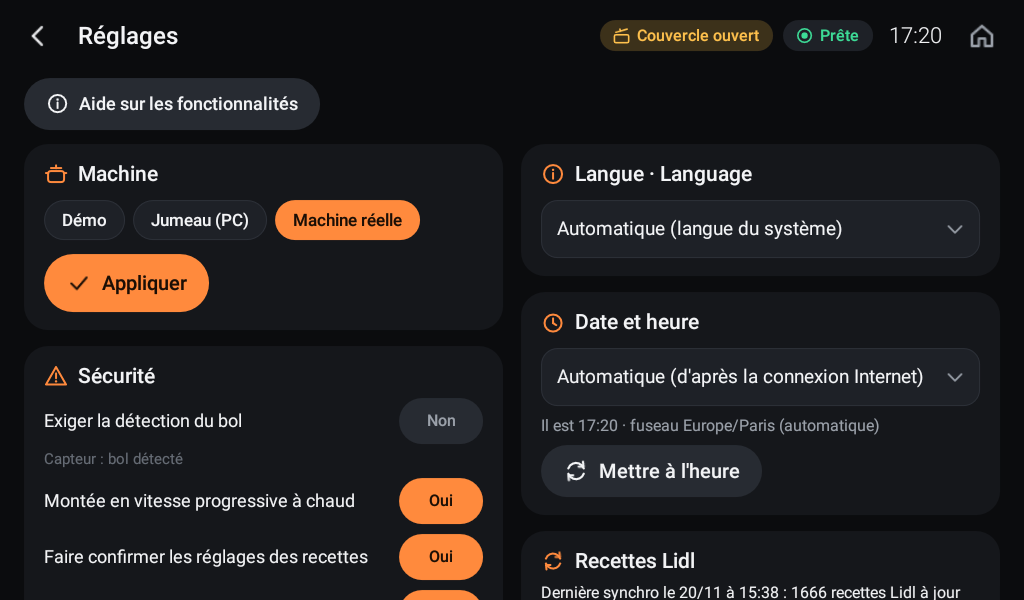 Réglages
Couvercle ouvert
Prête
17:20
Aide sur les fonctionnalités
Machine
Démo
Jumeau (PC)
Machine réelle
Appliquer
Sécurité
Exiger la détection du bol
Non
Capteur : bol détecté
Montée en vitesse progressive à chaud
Oui
Faire confirmer les réglages des recettes
Oui
Langue · Language
Automatique (langue du système)
Date et heure
Automatique (d'après la connexion Internet)
Il est 17:20 · fuseau Europe/Paris (automatique)
Mettre à l'heure
Recettes Lidl
Dernière synchro le 20/11 à 15:38 : 1666 recettes Lidl à jour